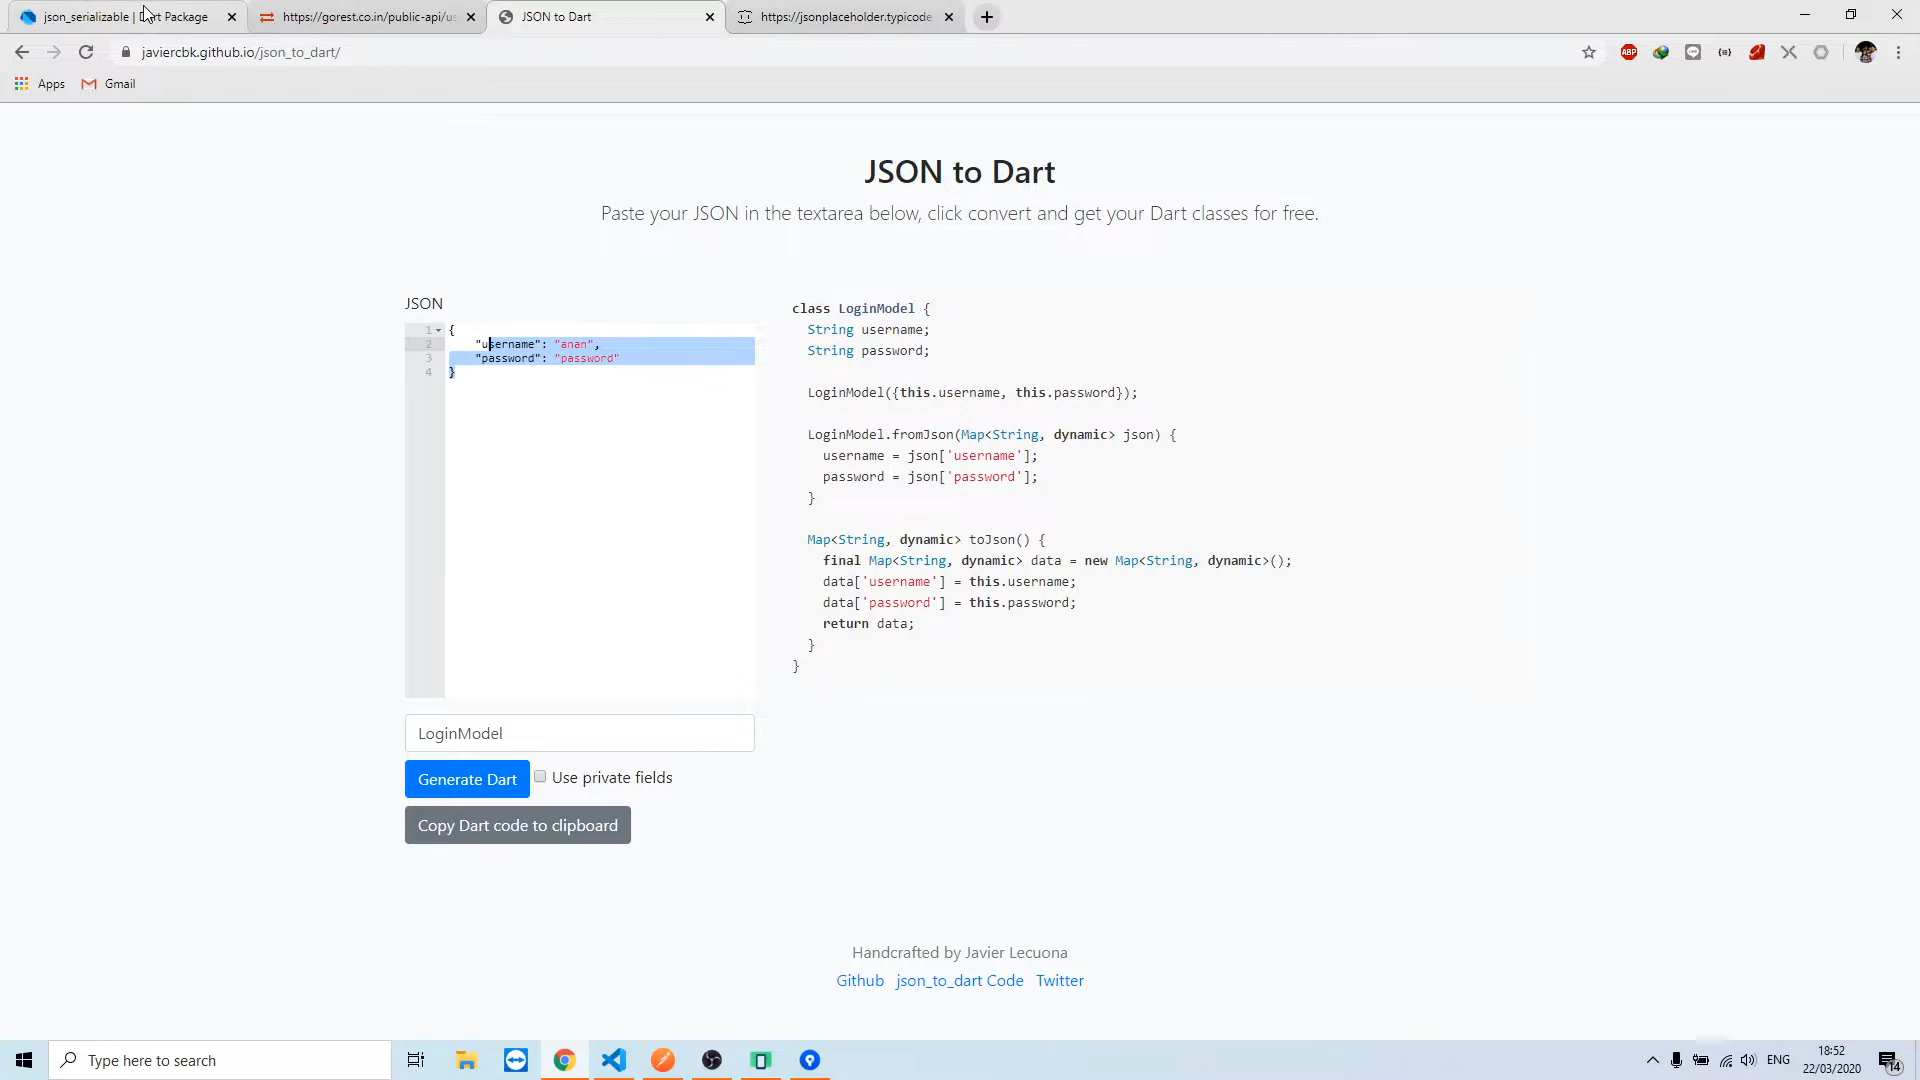 json_serializable | Dart Package
https://gorest.co.in/public-api/us
JSON to Dart
https://jsonplaceholder.typicode
javiercbk.github.io/json_to_dart/
ABP
Apps
Gmail
JSON to Dart
Paste your JSON in the textarea below, click convert and get your Dart classes for free.
JSON
1 {
2 "username": "anan",
3 "password": "password"
4 }
class LoginModel {
String username;
String password;
LoginModel({this.username, this.password});
LoginModel.fromJson(Map<String, dynamic> json) {
username = json['username'];
password = json['password'];
}
Map<String, dynamic> toJson() {
final Map<String, dynamic> data = new Map<String, dynamic>();
data['username'] = this.username;
data['password'] = this.password;
return data;
}
}
LoginModel
Generate Dart
Use private fields
Copy Dart code to clipboard
Handcrafted by Javier Lecuona
Github json_to_dart Code Twitter
Type here to search
ENG
18:52
22/03/2020
14